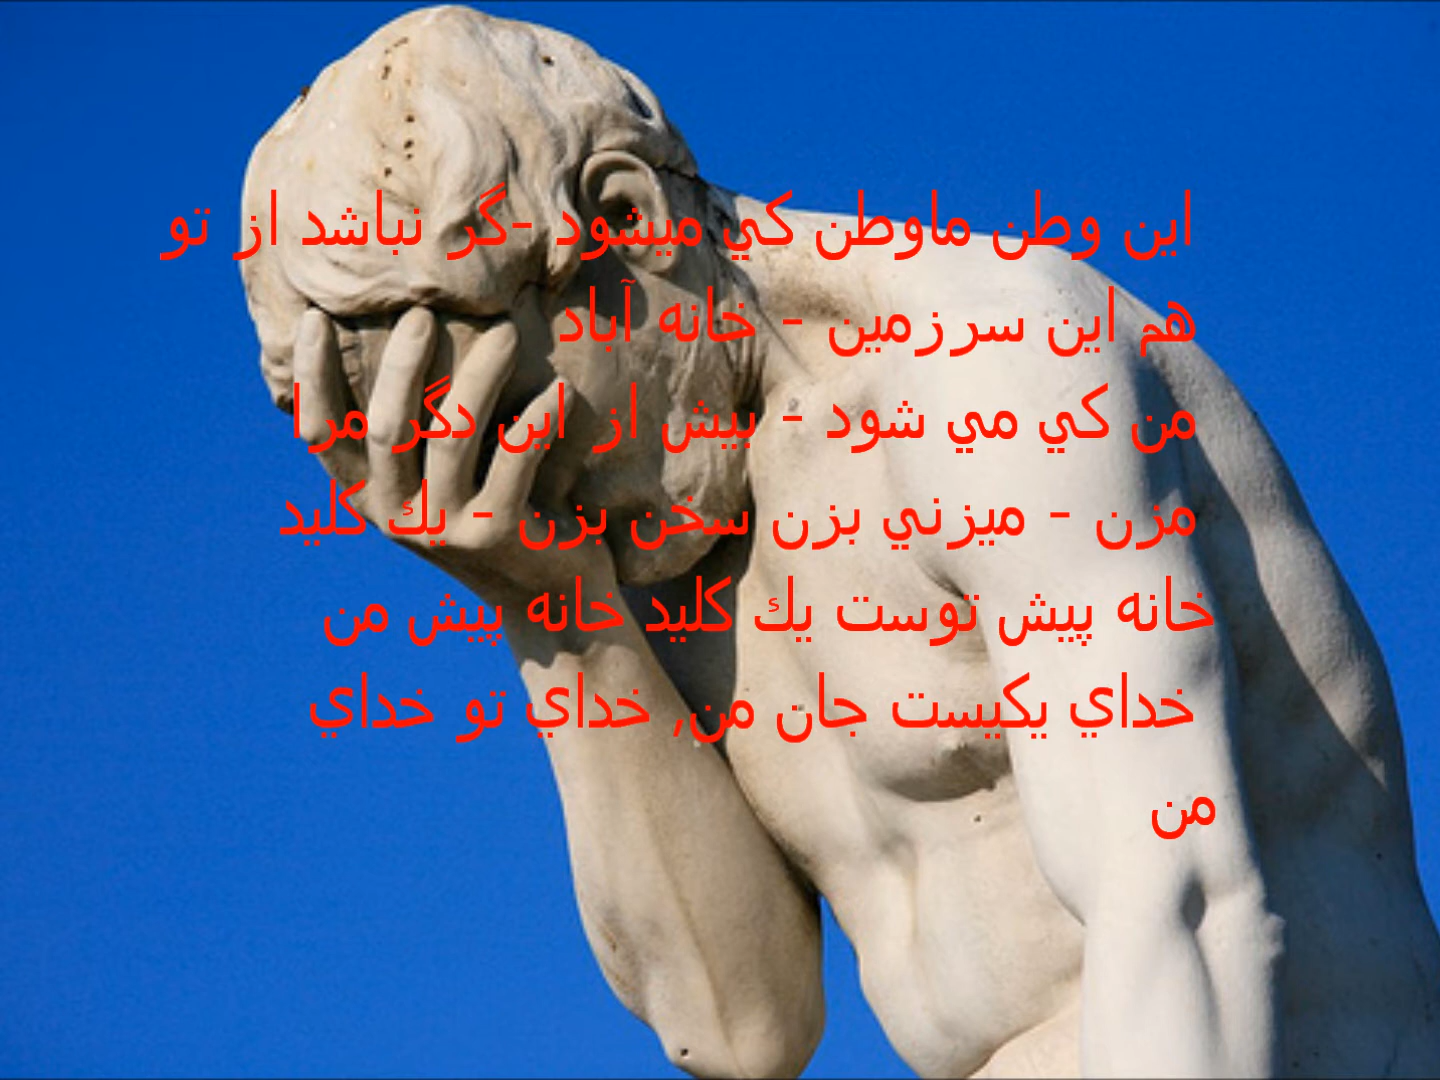 اين وطن ماوطن كي ميشود -گر نباشد از تو
هم اين سرزمين - خانه آباد
من كي مي شود - بيش از اين دگر مرا
مزن - ميزني بزن سخن بزن - يك كليد
خانه پيش توست يك كليد خانه پيش من
خداي يكيست جان من, خداي تو خداي
من